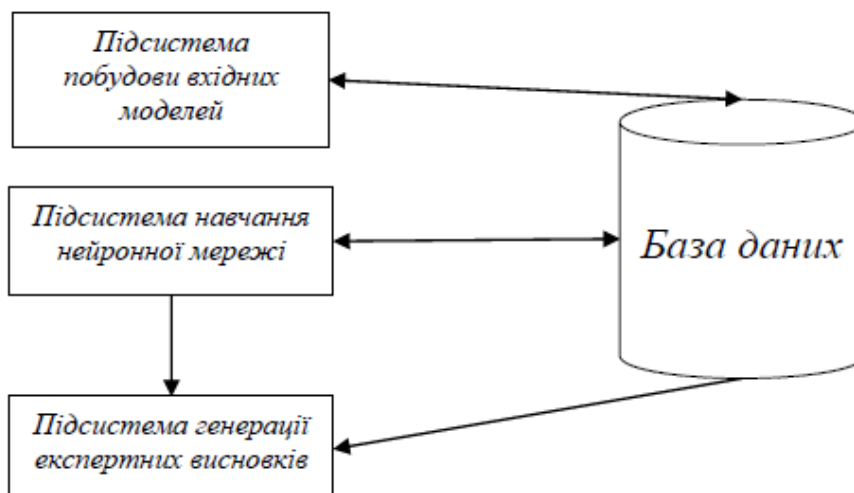 Підсистема
побудови вхідних
моделей
Підсистема навчання
нейронної мережі
База даних
Підсистема генерації
експертних висновків